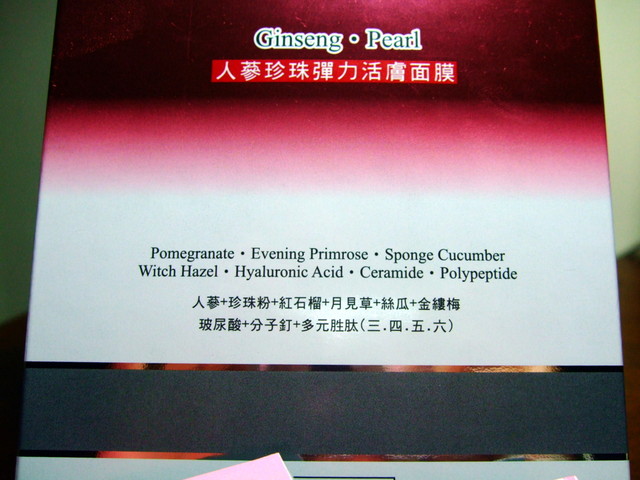 Ginseng • Pearl
人蔘珍珠彈力活膚面膜
Pomegranate • Evening Primrose • Sponge Cucumber
Witch Hazel • Hyaluronic Acid • Ceramide • Polypeptide
人蔘+珍珠粉+紅石榴+月見草+絲瓜+金縷梅
玻尿酸+分子釘+多元胜肽(三.四.五.六)